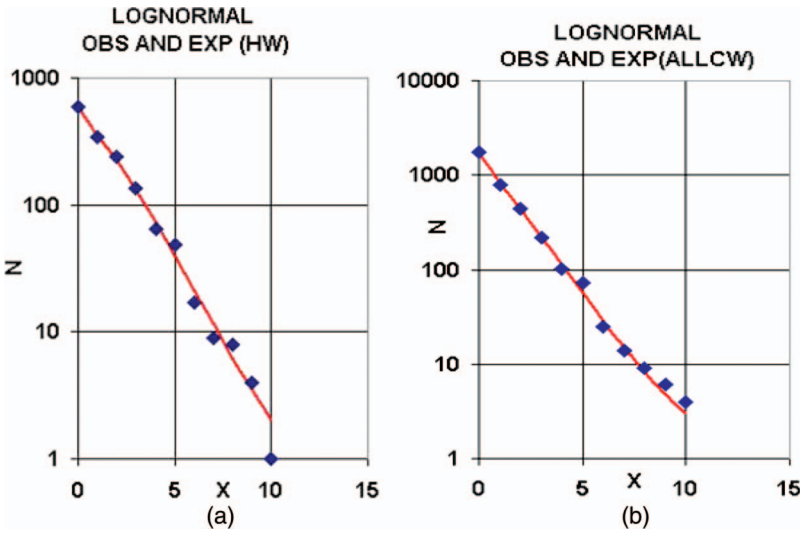 LOGNORMAL
OBS AND EXP (HW)
1000
100
10
1
N
0 5 X 10 15
(a)
LOGNORMAL
OBS AND EXP(ALLCW)
10000
1000
100
10
1
N
0 5 X 10 15
(b)